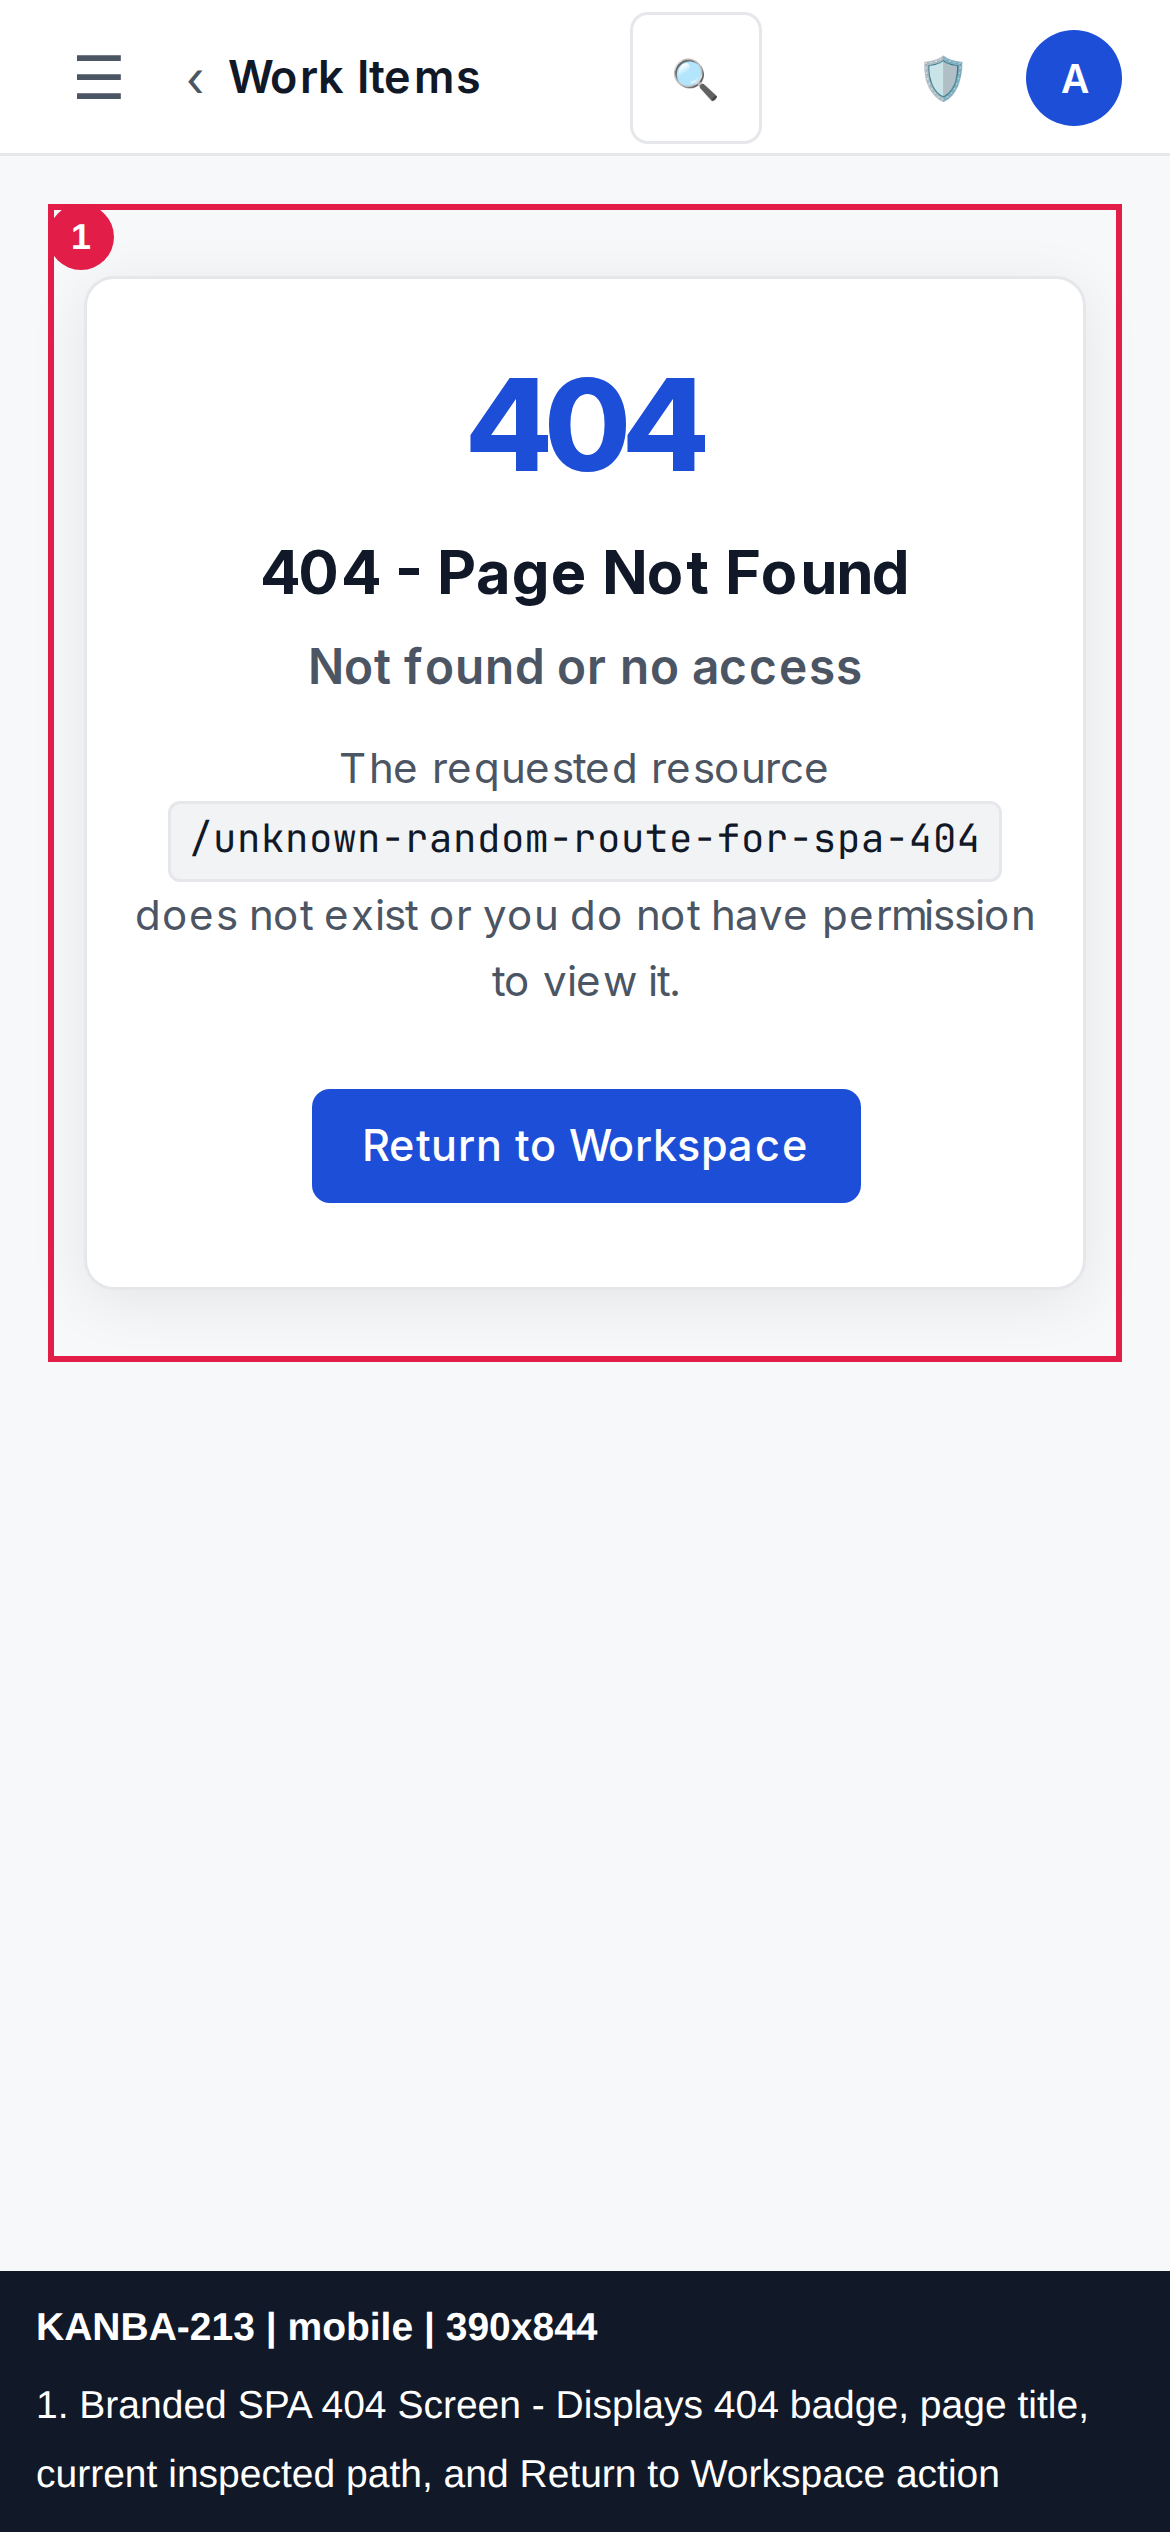 ☰ ‹ Work Items 🔍 🛡️ A
1
404
404 - Page Not Found
Not found or no access
The requested resource
/unknown-random-route-for-spa-404
does not exist or you do not have permission
to view it.
Return to Workspace
KANBA-213 | mobile | 390x844
1. Branded SPA 404 Screen - Displays 404 badge, page title,
current inspected path, and Return to Workspace action